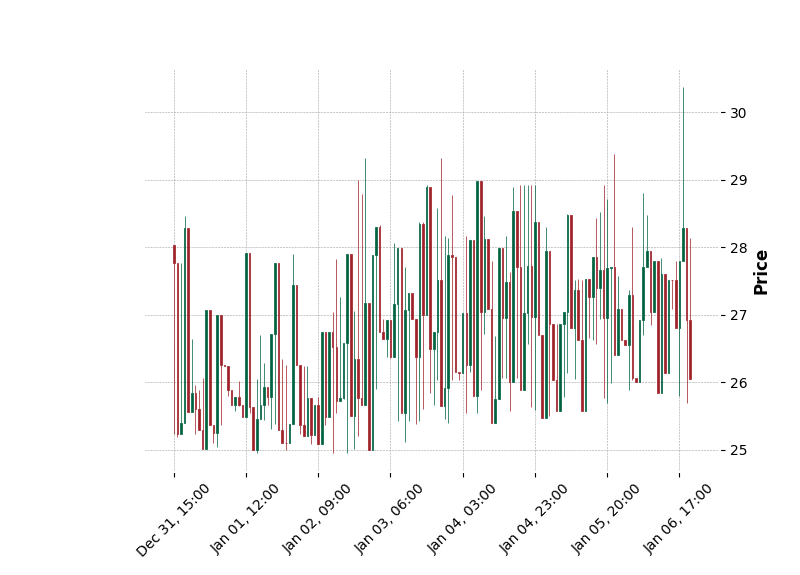 30
29
28
27
26
25
Price
Dec 31, 15:00
Jan 01, 12:00
Jan 02, 09:00
Jan 03, 06:00
Jan 04, 03:00
Jan 04, 23:00
Jan 05, 20:00
Jan 06, 17:00